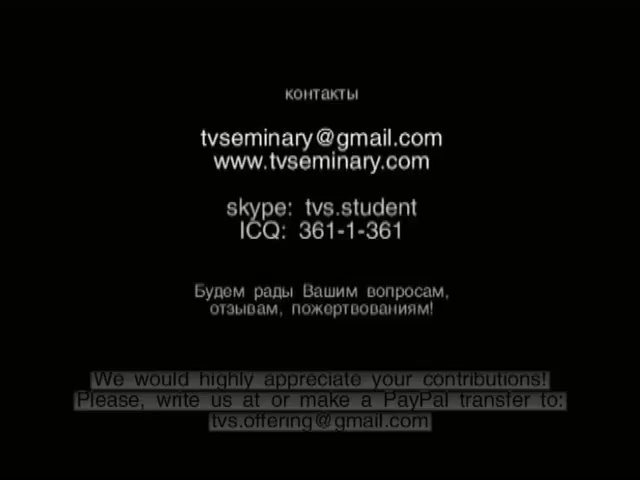 контакты
tvseminary@gmail.com
www.tvseminary.com
skype: tvs.student
ICQ: 361-1-361
Будем рады Вашим вопросам,
отзывам, пожертвованиям!
We would highly appreciate your contributions!
Please, write us at or make a PayPal transfer to:
tvs.offering@gmail.com